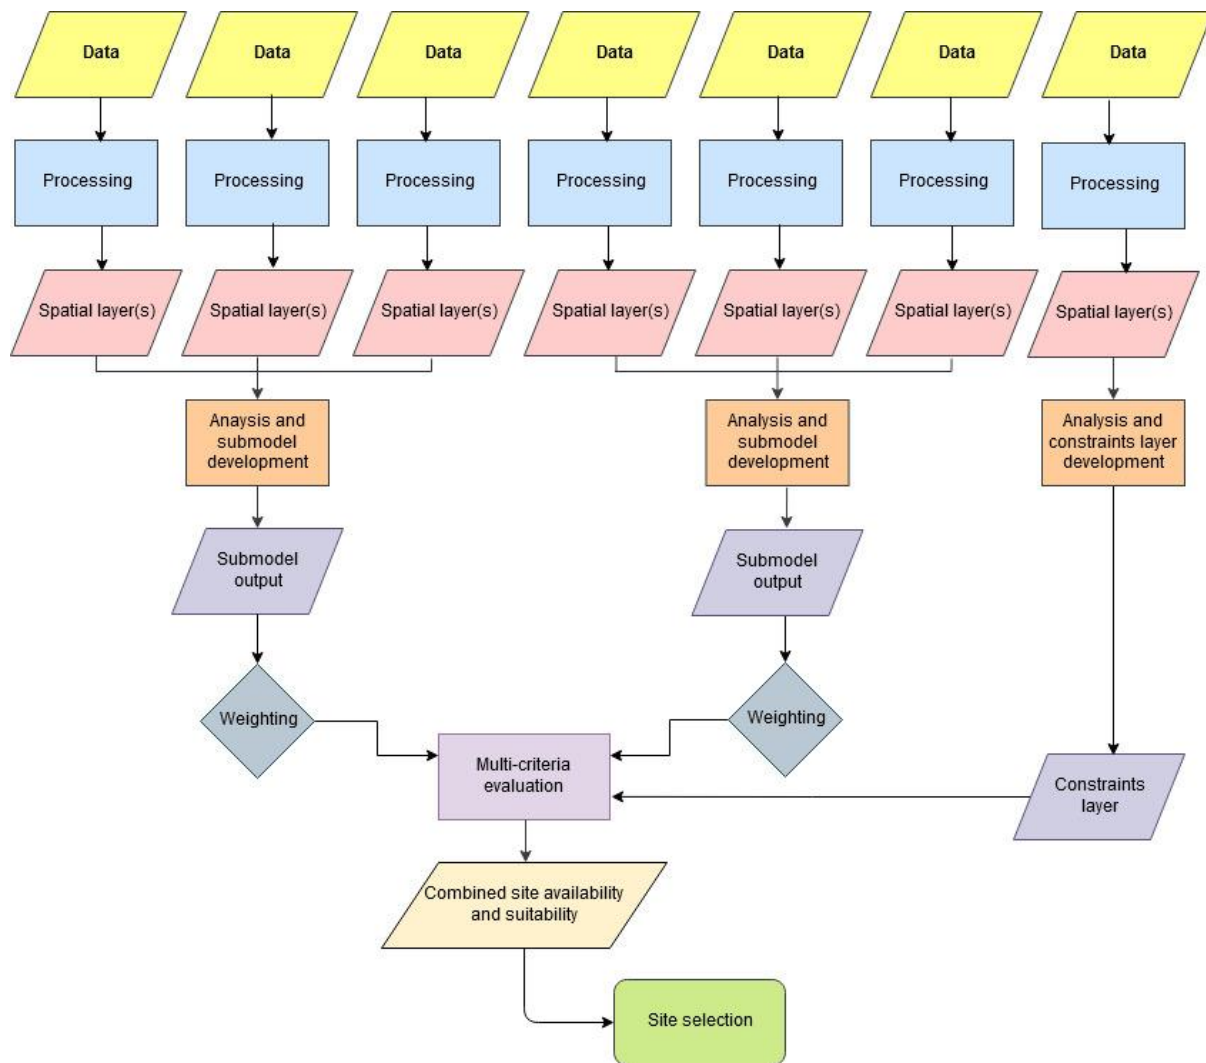 Data
Data
Data
Data
Data
Data
Data
Processing
Processing
Processing
Processing
Processing
Processing
Processing
Spatial layer(s)
Spatial layer(s)
Spatial layer(s)
Spatial layer(s)
Spatial layer(s)
Spatial layer(s)
Spatial layer(s)
Anaysis and
submodel
development
Analysis and
submodel
development
Analysis and
constraints layer
development
Submodel
output
Submodel
output
Weighting
Weighting
Multi-criteria
evaluation
Constraints
layer
Combined site availability
and suitability
Site selection